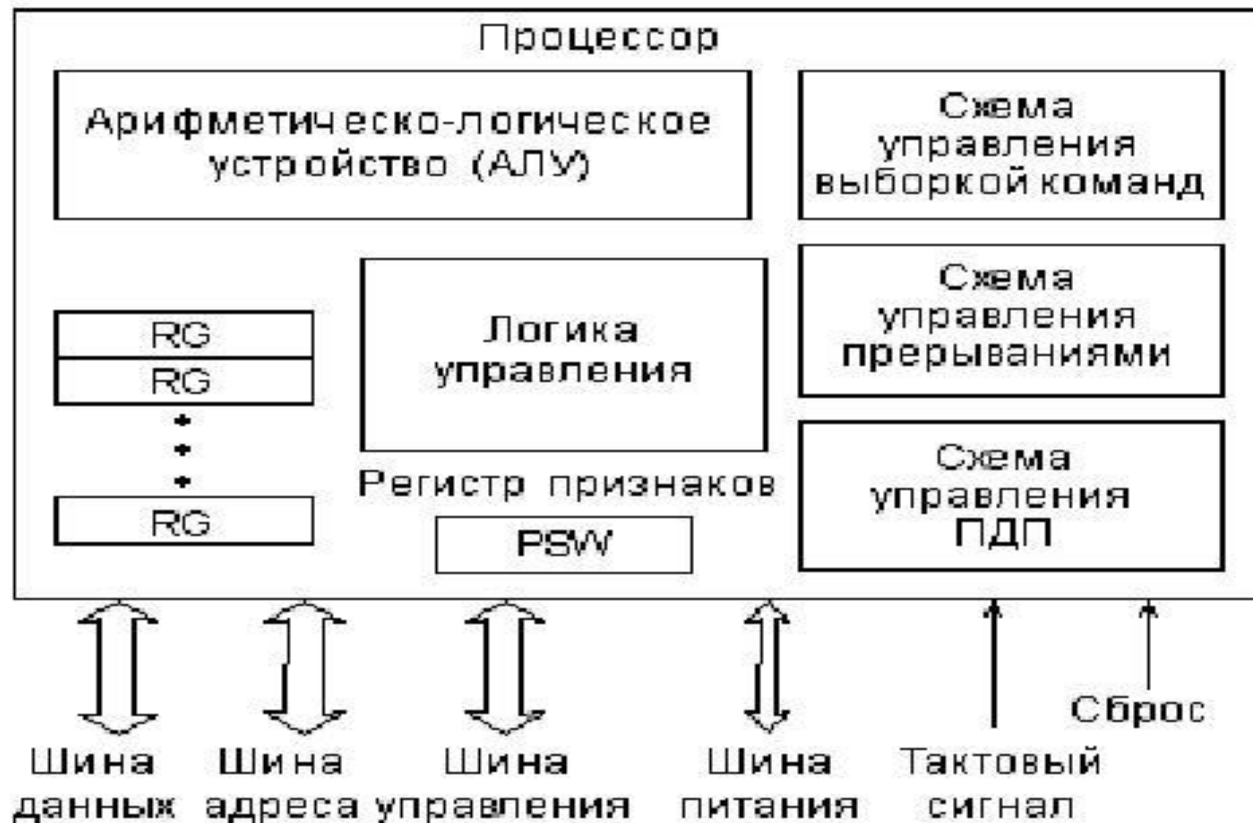 Процессор
Арифметическо-логическое
устройство (АЛУ)
Схема
управления
выборкой команд
Логика
управления
Схема
управления
прерываниями
RG
RG
RG
Регистр признаков
PSW
Схема
управления
ПДП
Сброс
Шина
данных
Шина
адреса
Шина
управления
Шина
питания
Тактовый
сигнал